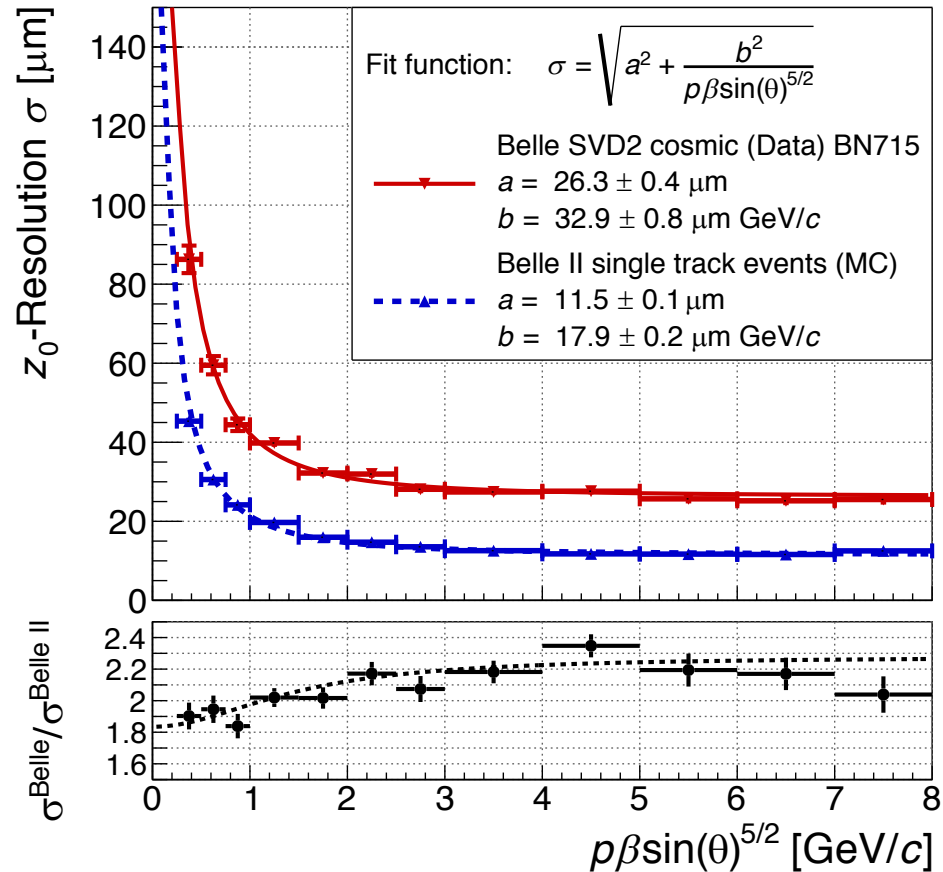 z₀-Resolution σ [μm]
140
120
100
80
60
40
20
0
Fit function: σ = √(a² + b² / pβsin(θ)^5/2)
Belle SVD2 cosmic (Data) BN715
a = 26.3 ± 0.4 μm
b = 32.9 ± 0.8 μm GeV/c
Belle II single track events (MC)
a = 11.5 ± 0.1 μm
b = 17.9 ± 0.2 μm GeV/c
σ^Belle/σ^Belle II
2.4
2.2
2
1.8
1.6
0 1 2 3 4 5 6 7 8
pβsin(θ)^5/2 [GeV/c]